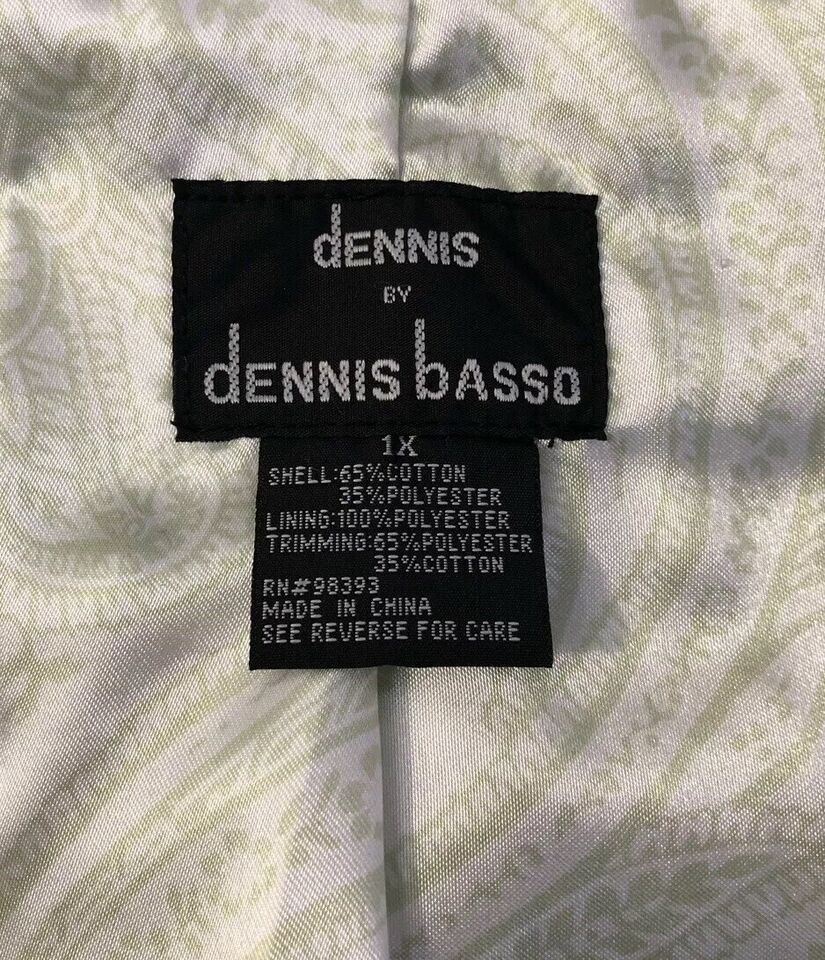 dENNIS
BY
dENNIS bASSO
1X
SHELL:65%COTTON
35%POLYESTER
LINING:100%POLYESTER
TRIMMING:65%POLYESTER
35%COTTON
RN#98393
MADE IN CHINA
SEE REVERSE FOR CARE